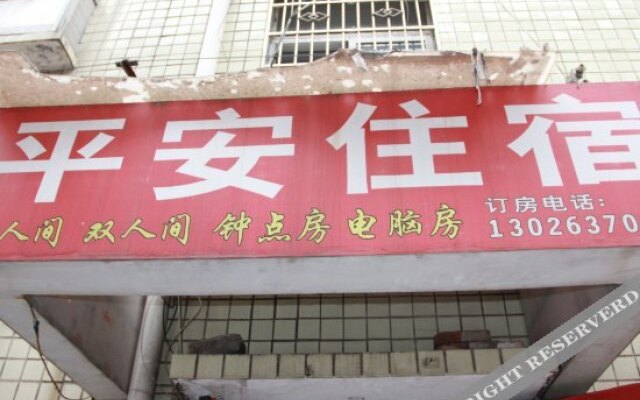 平安住宿
人间 双人间 钟点房 电脑房
订房电话:
13026370
RIGHT RESERVERD